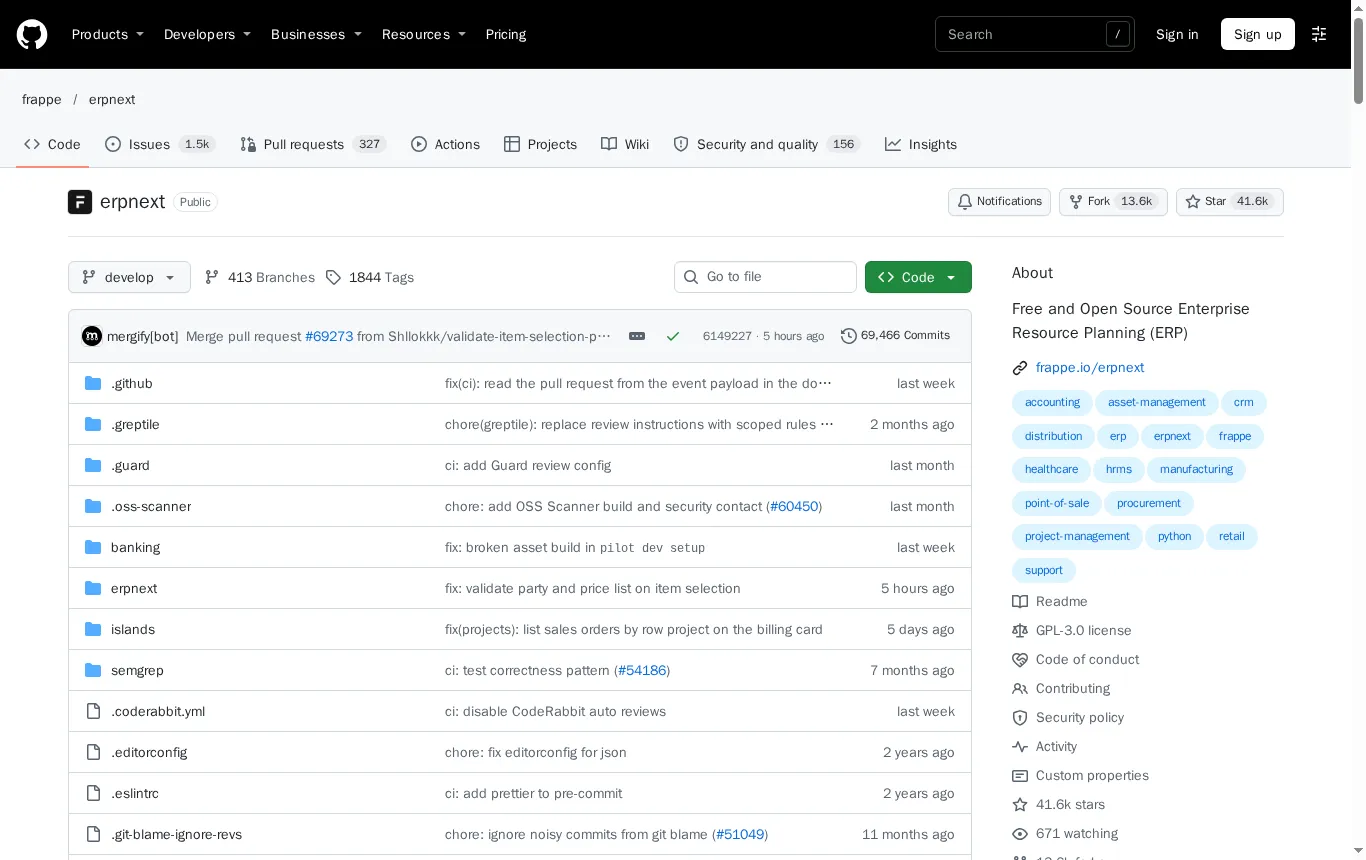 Products Developers Businesses Resources Pricing Search / Sign in Sign up
frappe / erpnext
Code Issues 1.5k Pull requests 327 Actions Projects Wiki Security and quality 156 Insights
erpnext Public Notifications Fork 13.6k Star 41.6k
develop 413 Branches 1844 Tags Go to file Code
mergify[bot] Merge pull request #69273 from Shllokkk/validate-item-selection-p… 6149227 · 5 hours ago 69,466 Commits
.github fix(ci): read the pull request from the event payload in the do… last week
.greptile chore(greptile): replace review instructions with scoped rules … 2 months ago
.guard ci: add Guard review config last month
.oss-scanner chore: add OSS Scanner build and security contact (#60450) last month
banking fix: broken asset build in pilot dev setup last week
erpnext fix: validate party and price list on item selection 5 hours ago
islands fix(projects): list sales orders by row project on the billing card 5 days ago
semgrep ci: test correctness pattern (#54186) 7 months ago
.coderabbit.yml ci: disable CodeRabbit auto reviews last week
.editorconfig chore: fix editorconfig for json 2 years ago
.eslintrc ci: add prettier to pre-commit 2 years ago
.git-blame-ignore-revs chore: ignore noisy commits from git blame (#51049) 11 months ago
About
Free and Open Source Enterprise
Resource Planning (ERP)
frappe.io/erpnext
accounting asset-management crm
distribution erp erpnext frappe
healthcare hrms manufacturing
point-of-sale procurement
project-management python retail
support
Readme
GPL-3.0 license
Code of conduct
Contributing
Security policy
Activity
Custom properties
41.6k stars
671 watching